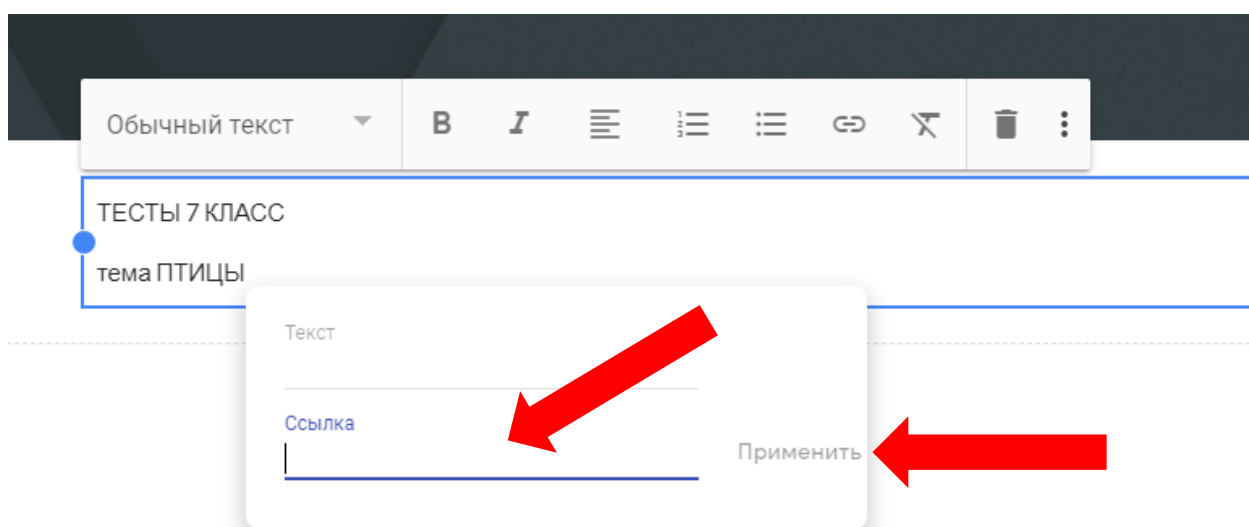 Обычный текст B I
ТЕСТЫ 7 КЛАСС
тема ПТИЦЫ
Текст
Ссылка
Применить